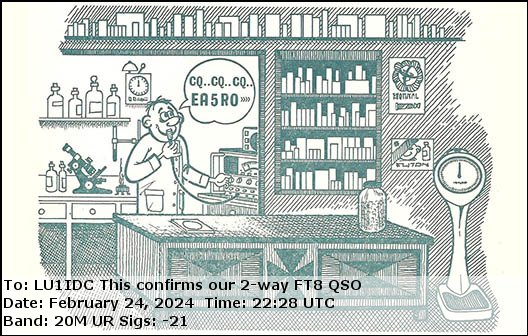 CQ..CQ..CQ..
EA5RO »»
To: LU1IDC This confirms our 2-way FT8 QSO
Date: February 24, 2024 Time: 22:28 UTC
Band: 20M UR Sigs: -21